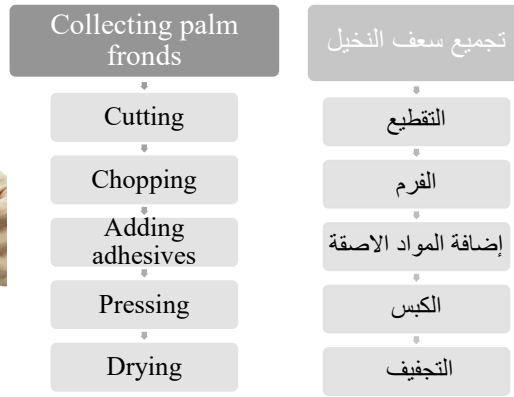 Collecting palm
fronds
Cutting
Chopping
Adding
adhesives
Pressing
Drying
تجميع سعف النخيل
التقطيع
الفرم
إضافة المواد الاصقة
الكبس
التجفيف